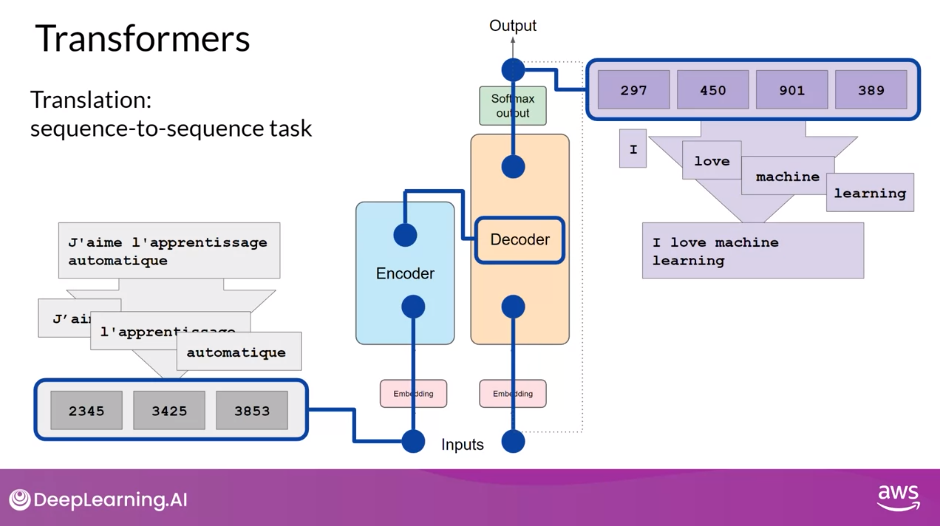 Transformers
Translation:
sequence-to-sequence task
J'aime l'apprentissage
automatique
J'ai
l'apprentissage
automatique
2345 3425 3853
Output
Softmax
output
Encoder
Decoder
Embedding Embedding
Inputs
297 450 901 389
I
love
machine
learning
I love machine
learning
DeepLearning.AI
aws